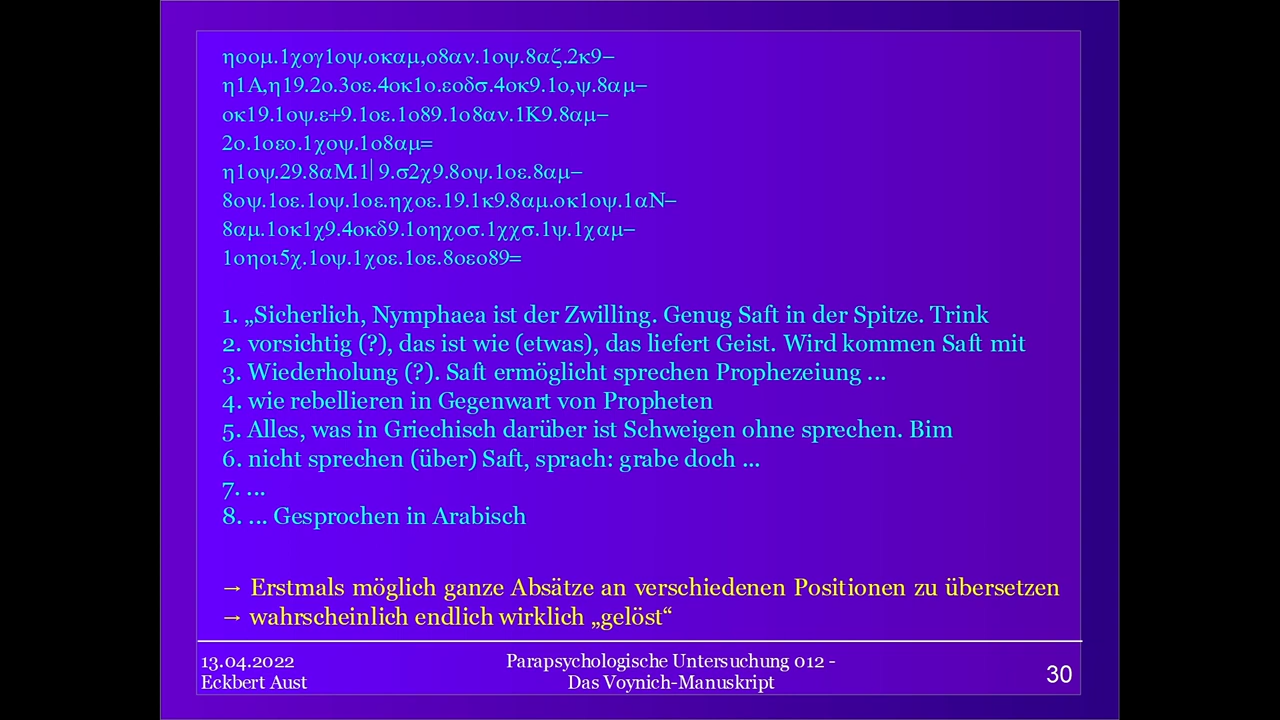 ηοομ.1χογ1οψ.οκαμ,ο8αν.1οψ.8αζ.2κ9–
η1Α,η19.2ο.3οε.4οκ1ο.εοδσ.4οκ9.1ο,ψ.8αμ–
οκ19.1οψ.ε+9.1οε.1ο89.1ο8αν.1Κ9.8αμ–
2ο.1οεο.1χοψ.1ο8αμ=
η1οψ.29.8αΜ.1| 9.σ2χ9.8οψ.1οε.8αμ–
8οψ.1οε.1οψ.1οε.ηχοε.19.1κ9.8αμ.οκ1οψ.1αΝ–
8αμ.1οκ1χ9.4οκδ9.1οηχοσ.1χχσ.1ψ.1χαμ–
1οηοι5χ.1οψ.1χοε.1οε.8οεο89=
1. „Sicherlich, Nymphaea ist der Zwilling. Genug Saft in der Spitze. Trink
2. vorsichtig (?), das ist wie (etwas), das liefert Geist. Wird kommen Saft mit
3. Wiederholung (?). Saft ermöglicht sprechen Prophezeiung ...
4. wie rebellieren in Gegenwart von Propheten
5. Alles, was in Griechisch darüber ist Schweigen ohne sprechen. Bim
6. nicht sprechen (über) Saft, sprach: grabe doch ...
7. ...
8. ... Gesprochen in Arabisch
→ Erstmals möglich ganze Absätze an verschiedenen Positionen zu übersetzen
→ wahrscheinlich endlich wirklich „gelöst“
13.04.2022
Eckbert Aust
Parapsychologische Untersuchung 012 -
Das Voynich-Manuskript
30